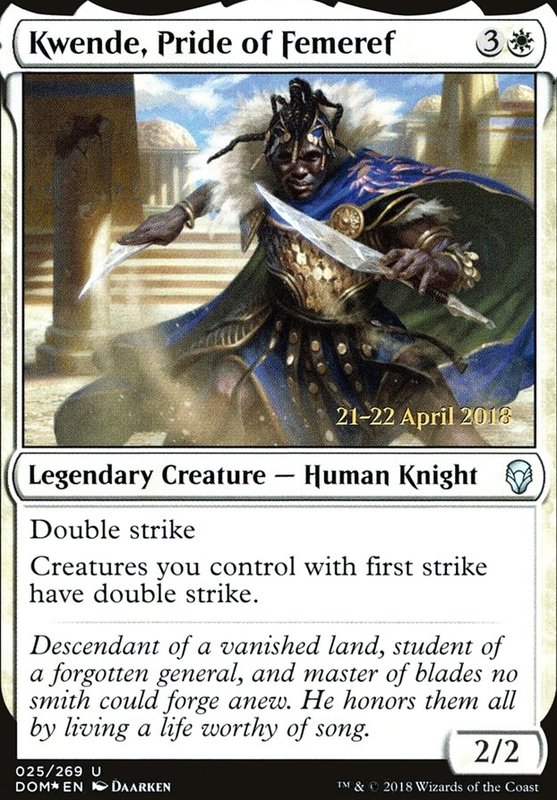 Kwende, Pride of Femeref 3
21–22 April 2018
Legendary Creature — Human Knight
Double strike
Creatures you control with first strike
have double strike.
Descendant of a vanished land, student of
a forgotten general, and master of blades no
smith could forge anew. He honors them all
by living a life worthy of song.
2/2
025/269 U
DOM★EN Daarken
™ & © 2018 Wizards of the Coast